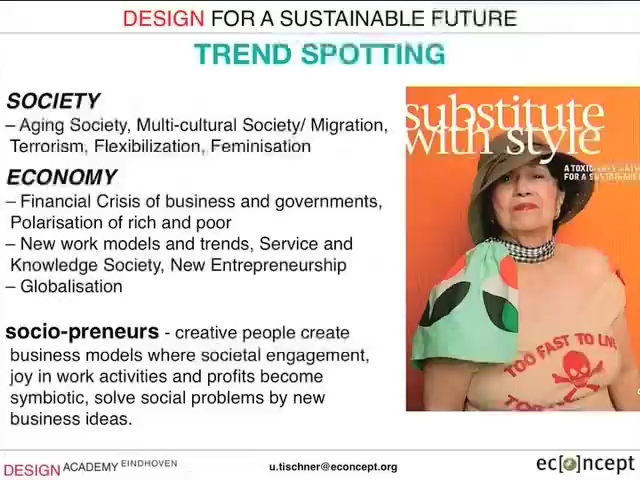 DESIGN FOR A SUSTAINABLE FUTURE
TREND SPOTTING
SOCIETY
– Aging Society, Multi-cultural Society/ Migration,
Terrorism, Flexibilization, Feminisation
ECONOMY
– Financial Crisis of business and governments,
Polarisation of rich and poor
– New work models and trends, Service and
Knowledge Society, New Entrepreneurship
– Globalisation
socio-preneurs - creative people create
business models where societal engagement,
joy in work activities and profits become
symbiotic, solve social problems by new
business ideas.
substitute
with style
FOR A
TOO FAST TO LIVE
DESIGN ACADEMY EINDHOVEN
u.tischner@econcept.org
ec[o]ncept